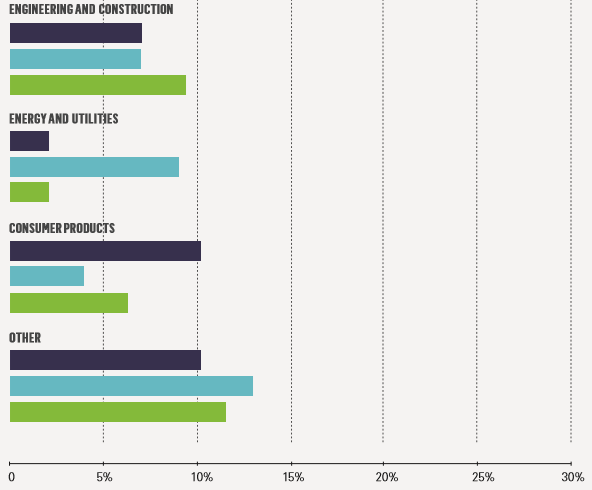 ENGINEERING AND CONSTRUCTION
ENERGY AND UTILITIES
CONSUMER PRODUCTS
OTHER
0 5% 10% 15% 20% 25% 30%